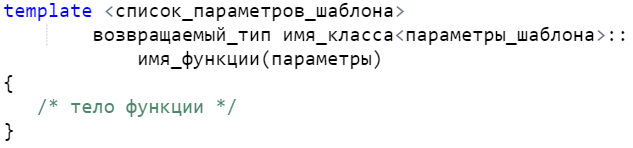 template <список_параметров_шаблона>
возвращаемый_тип имя_класса<параметры_шаблона>::
имя_функции(параметры)
{
/* тело функции */
}